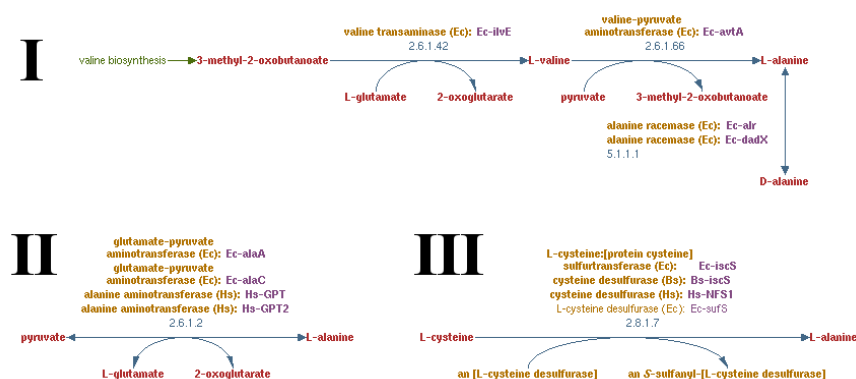 I
valine biosynthesis
3-methyl-2-oxobutanoate
valine transaminase (Ec): Ec-ilvE
2.6.1.42
L-glutamate
2-oxoglutarate
L-valine
valine-pyruvate
aminotransferase (Ec): Ec-avtA
2.6.1.66
pyruvate
3-methyl-2-oxobutanoate
L-alanine
alanine racemase (Ec): Ec-alr
alanine racemase (Ec): Ec-dadX
5.1.1.1
D-alanine
II
glutamate-pyruvate
aminotransferase (Ec): Ec-alaA
glutamate-pyruvate
aminotransferase (Ec): Ec-alaC
alanine aminotransferase (Hs): Hs-GPT
alanine aminotransferase (Hs): Hs-GPT2
2.6.1.2
pyruvate
L-alanine
L-glutamate
2-oxoglutarate
III
L-cysteine:[protein cysteine]
sulfurtransferase (Ec): Ec-iscS
cysteine desulfurase (Bs): Bs-iscS
cysteine desulfurase (Hs): Hs-NFS1
L-cysteine desulfurase (Ec): Ec-sufS
2.8.1.7
L-cysteine
L-alanine
an [L-cysteine desulfurase]
an S-sulfanyl-[L-cysteine desulfurase]